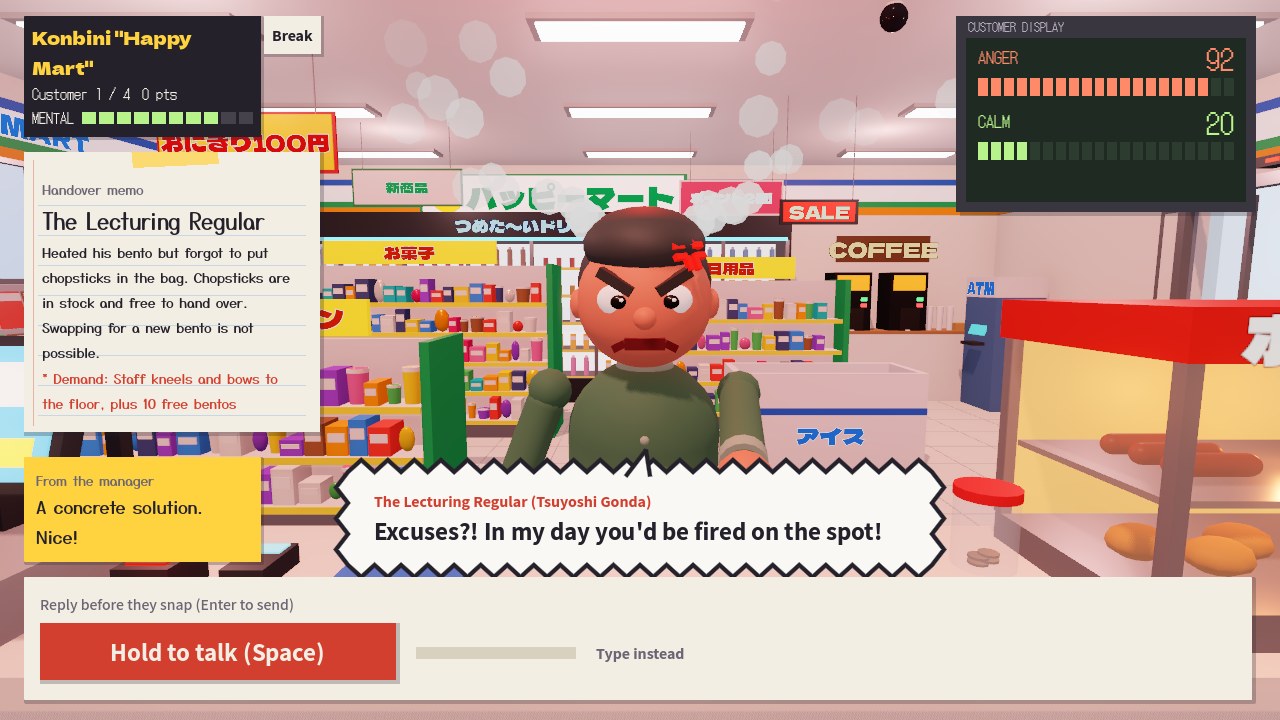 Konbini "Happy
Mart"
Customer 1 / 4 0 pts
MENTAL
Break
CUSTOMER DISPLAY
ANGER
92
CALM
20
MART
おにぎり100円
新商品
ハッピーマート
つめた〜いドリ
SALE
COFFEE
お菓子
日用品
ATM
アイス
Handover memo
The Lecturing Regular
Heated his bento but forgot to put
chopsticks in the bag. Chopsticks are
in stock and free to hand over.
Swapping for a new bento is not
possible.
* Demand: Staff kneels and bows to
the floor, plus 10 free bentos
From the manager
A concrete solution.
Nice!
The Lecturing Regular (Tsuyoshi Gonda)
Excuses?! In my day you'd be fired on the spot!
Reply before they snap (Enter to send)
Hold to talk (Space)
Type instead